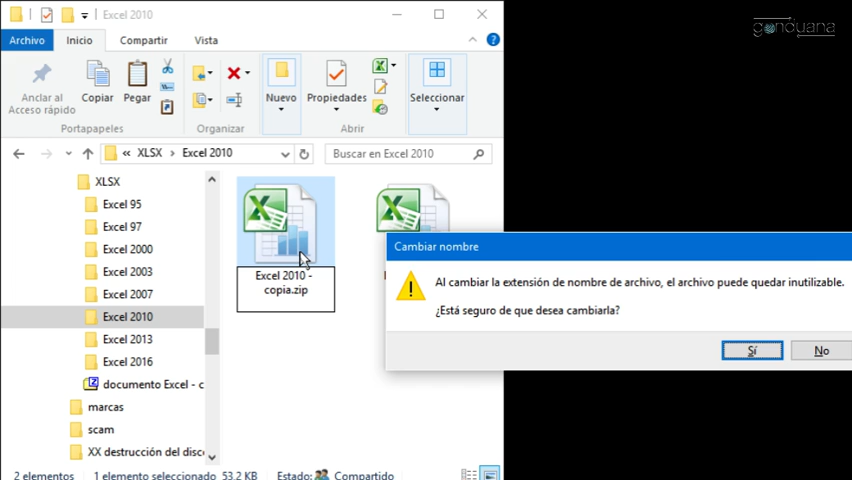 Excel 2010
gondwana
Archivo
Inicio
Compartir
Vista
Anclar al
Acceso rápido
Copiar
Pegar
Nuevo
Propiedades
Seleccionar
Portapapeles
Organizar
Abrir
« XLSX › Excel 2010
Buscar en Excel 2010
XLSX
Excel 95
Excel 97
Excel 2000
Excel 2003
Excel 2007
Excel 2010
Excel 2013
Excel 2016
documento Excel - c
marcas
scam
XX destrucción del disc
Excel 2010 -
copia.zip
Cambiar nombre
Al cambiar la extensión de nombre de archivo, el archivo puede quedar inutilizable.
¿Está seguro de que desea cambiarla?
Sí
No
2 elementos
1 elemento seleccionado 53.2 KB
Estado:
Compartido